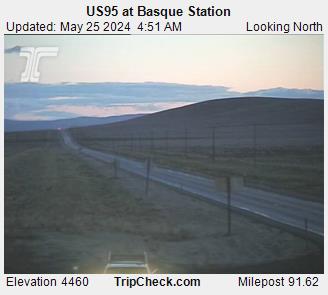 US95 at Basque Station
Updated: May 25 2024 4:51 AM Looking North
Elevation 4460 TripCheck.com Milepost 91.62